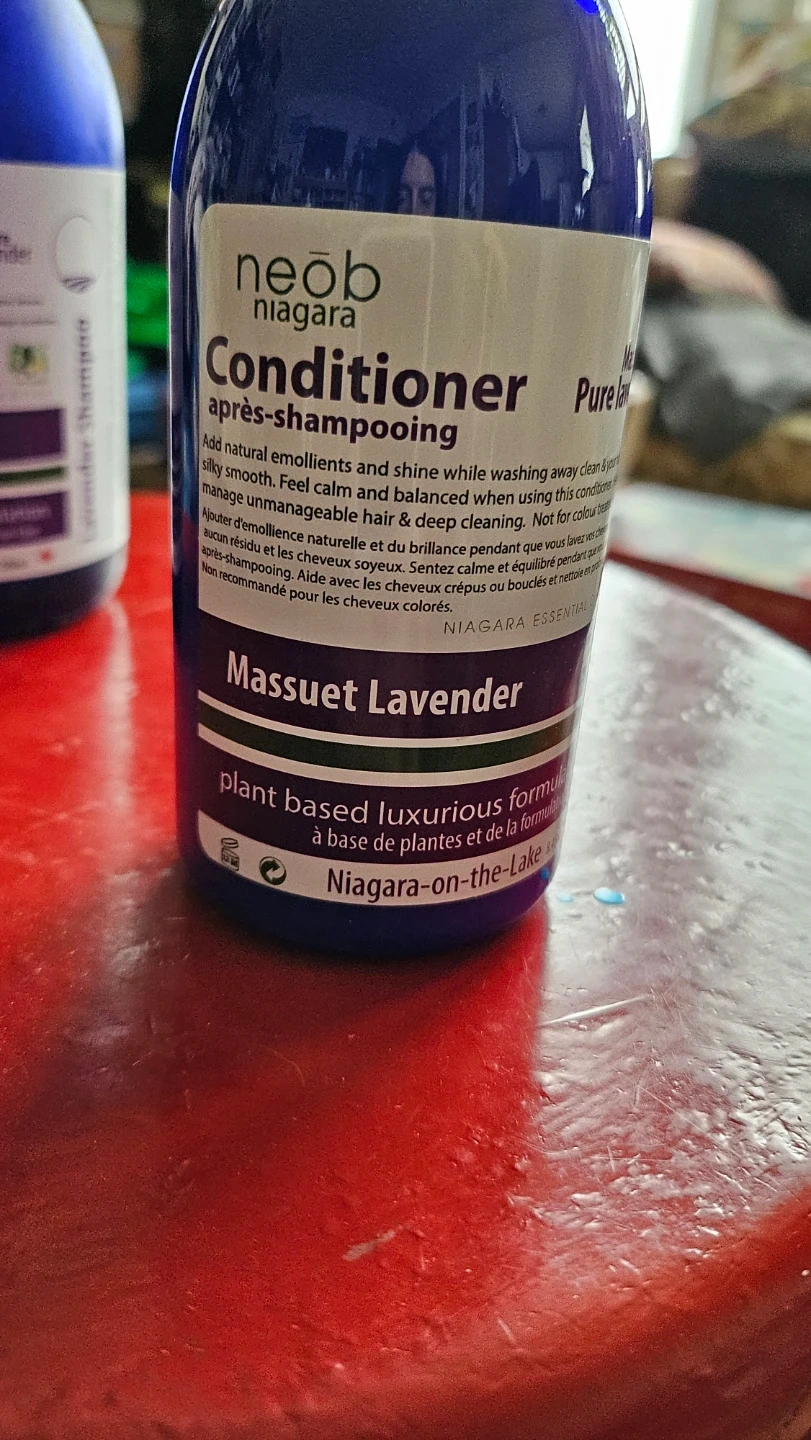 neōb
niagara
Conditioner
après-shampooing
Pure
Add natural emollients and shine while washing away clean &
silky smooth. Feel calm and balanced when using this conditioner
manage unmanageable hair & deep cleaning. Not for colour
Ajouter d'emollience naturelle et du brillance pendant que vous lavez vos
aucun résidu et les cheveux soyeux. Sentez calme et équilibré pendant que
après-shampooing. Aide avec les cheveux crépus ou bouclés et nettoie en
Non recommandé pour les cheveux colorés.
NIAGARA ESSENTIAL
Massuet Lavender
plant based luxurious formula
à base de plantes et de la
Niagara-on-the-Lake
Shampoo